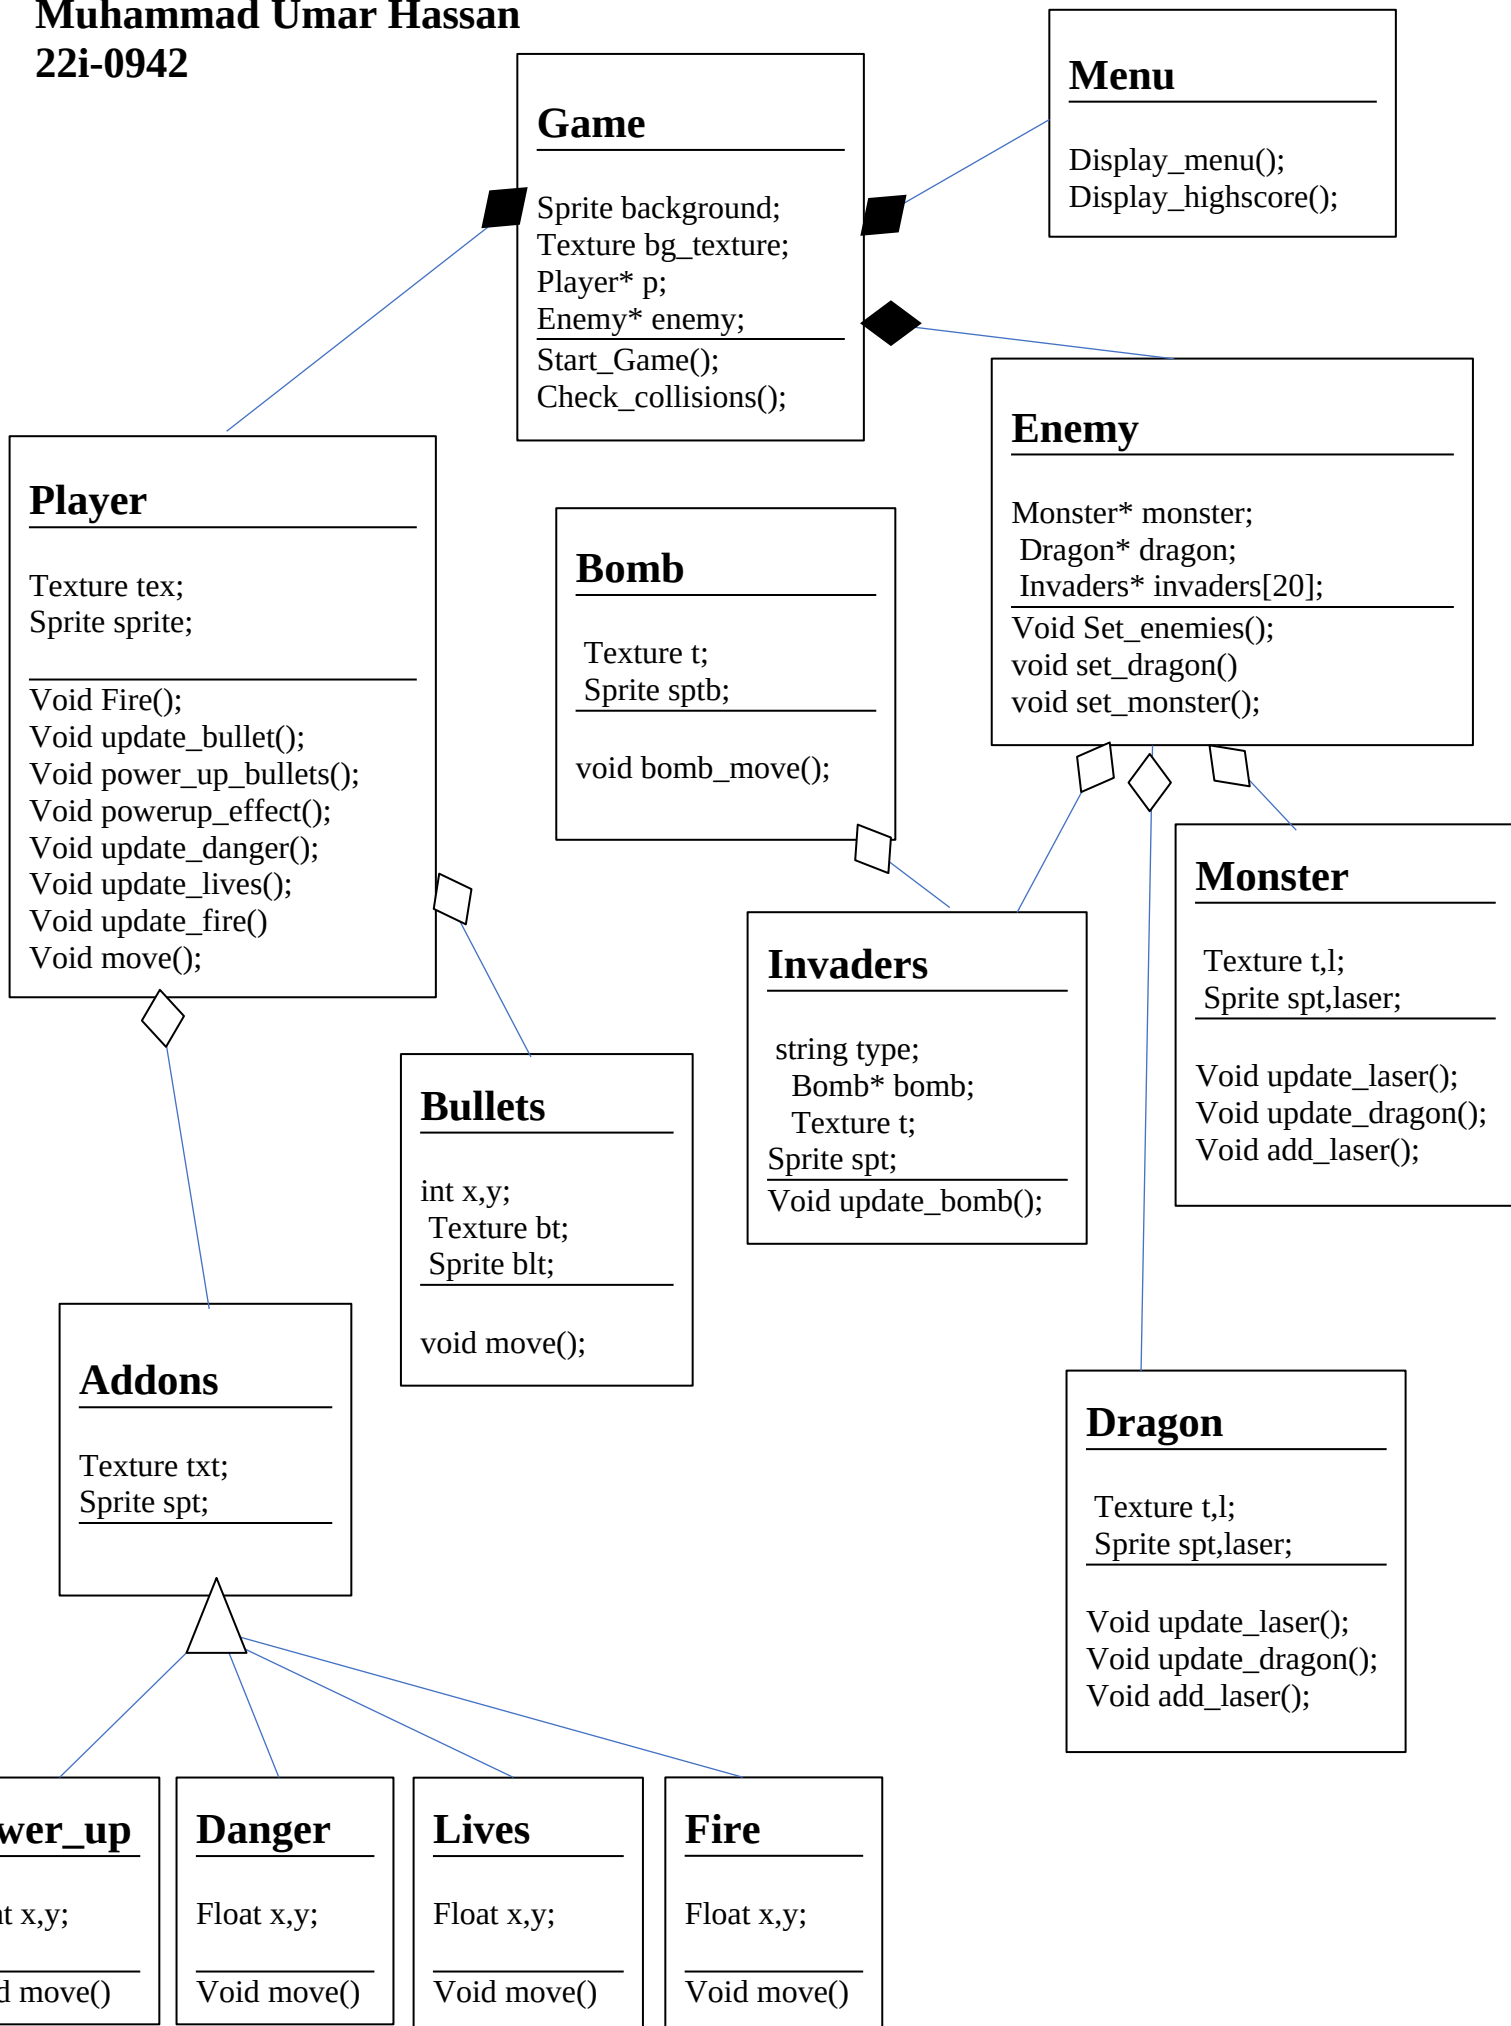 Muhammad Umar Hassan
22i-0942
Game
Sprite background;
Texture bg_texture;
Player* p;
Enemy* enemy;
Start_Game();
Check_collisions();
Menu
Display_menu();
Display_highscore();
Enemy
Monster* monster;
Dragon* dragon;
Invaders* invaders[20];
Void Set_enemies();
void set_dragon()
void set_monster();
Player
Texture tex;
Sprite sprite;
Void Fire();
Void update_bullet();
Void power_up_bullets();
Void powerup_effect();
Void update_danger();
Void update_lives();
Void update_fire()
Void move();
Bomb
Texture t;
Sprite sptb;
void bomb_move();
Monster
Texture t,l;
Sprite spt,laser;
Void update_laser();
Void update_dragon();
Void add_laser();
Invaders
string type;
Bomb* bomb;
Texture t;
Sprite spt;
Void update_bomb();
Bullets
int x,y;
Texture bt;
Sprite blt;
void move();
Addons
Texture txt;
Sprite spt;
Dragon
Texture t,l;
Sprite spt,laser;
Void update_laser();
Void update_dragon();
Void add_laser();
wer_up
x,y;
move()
Danger
Float x,y;
Void move()
Lives
Float x,y;
Void move()
Fire
Float x,y;
Void move()